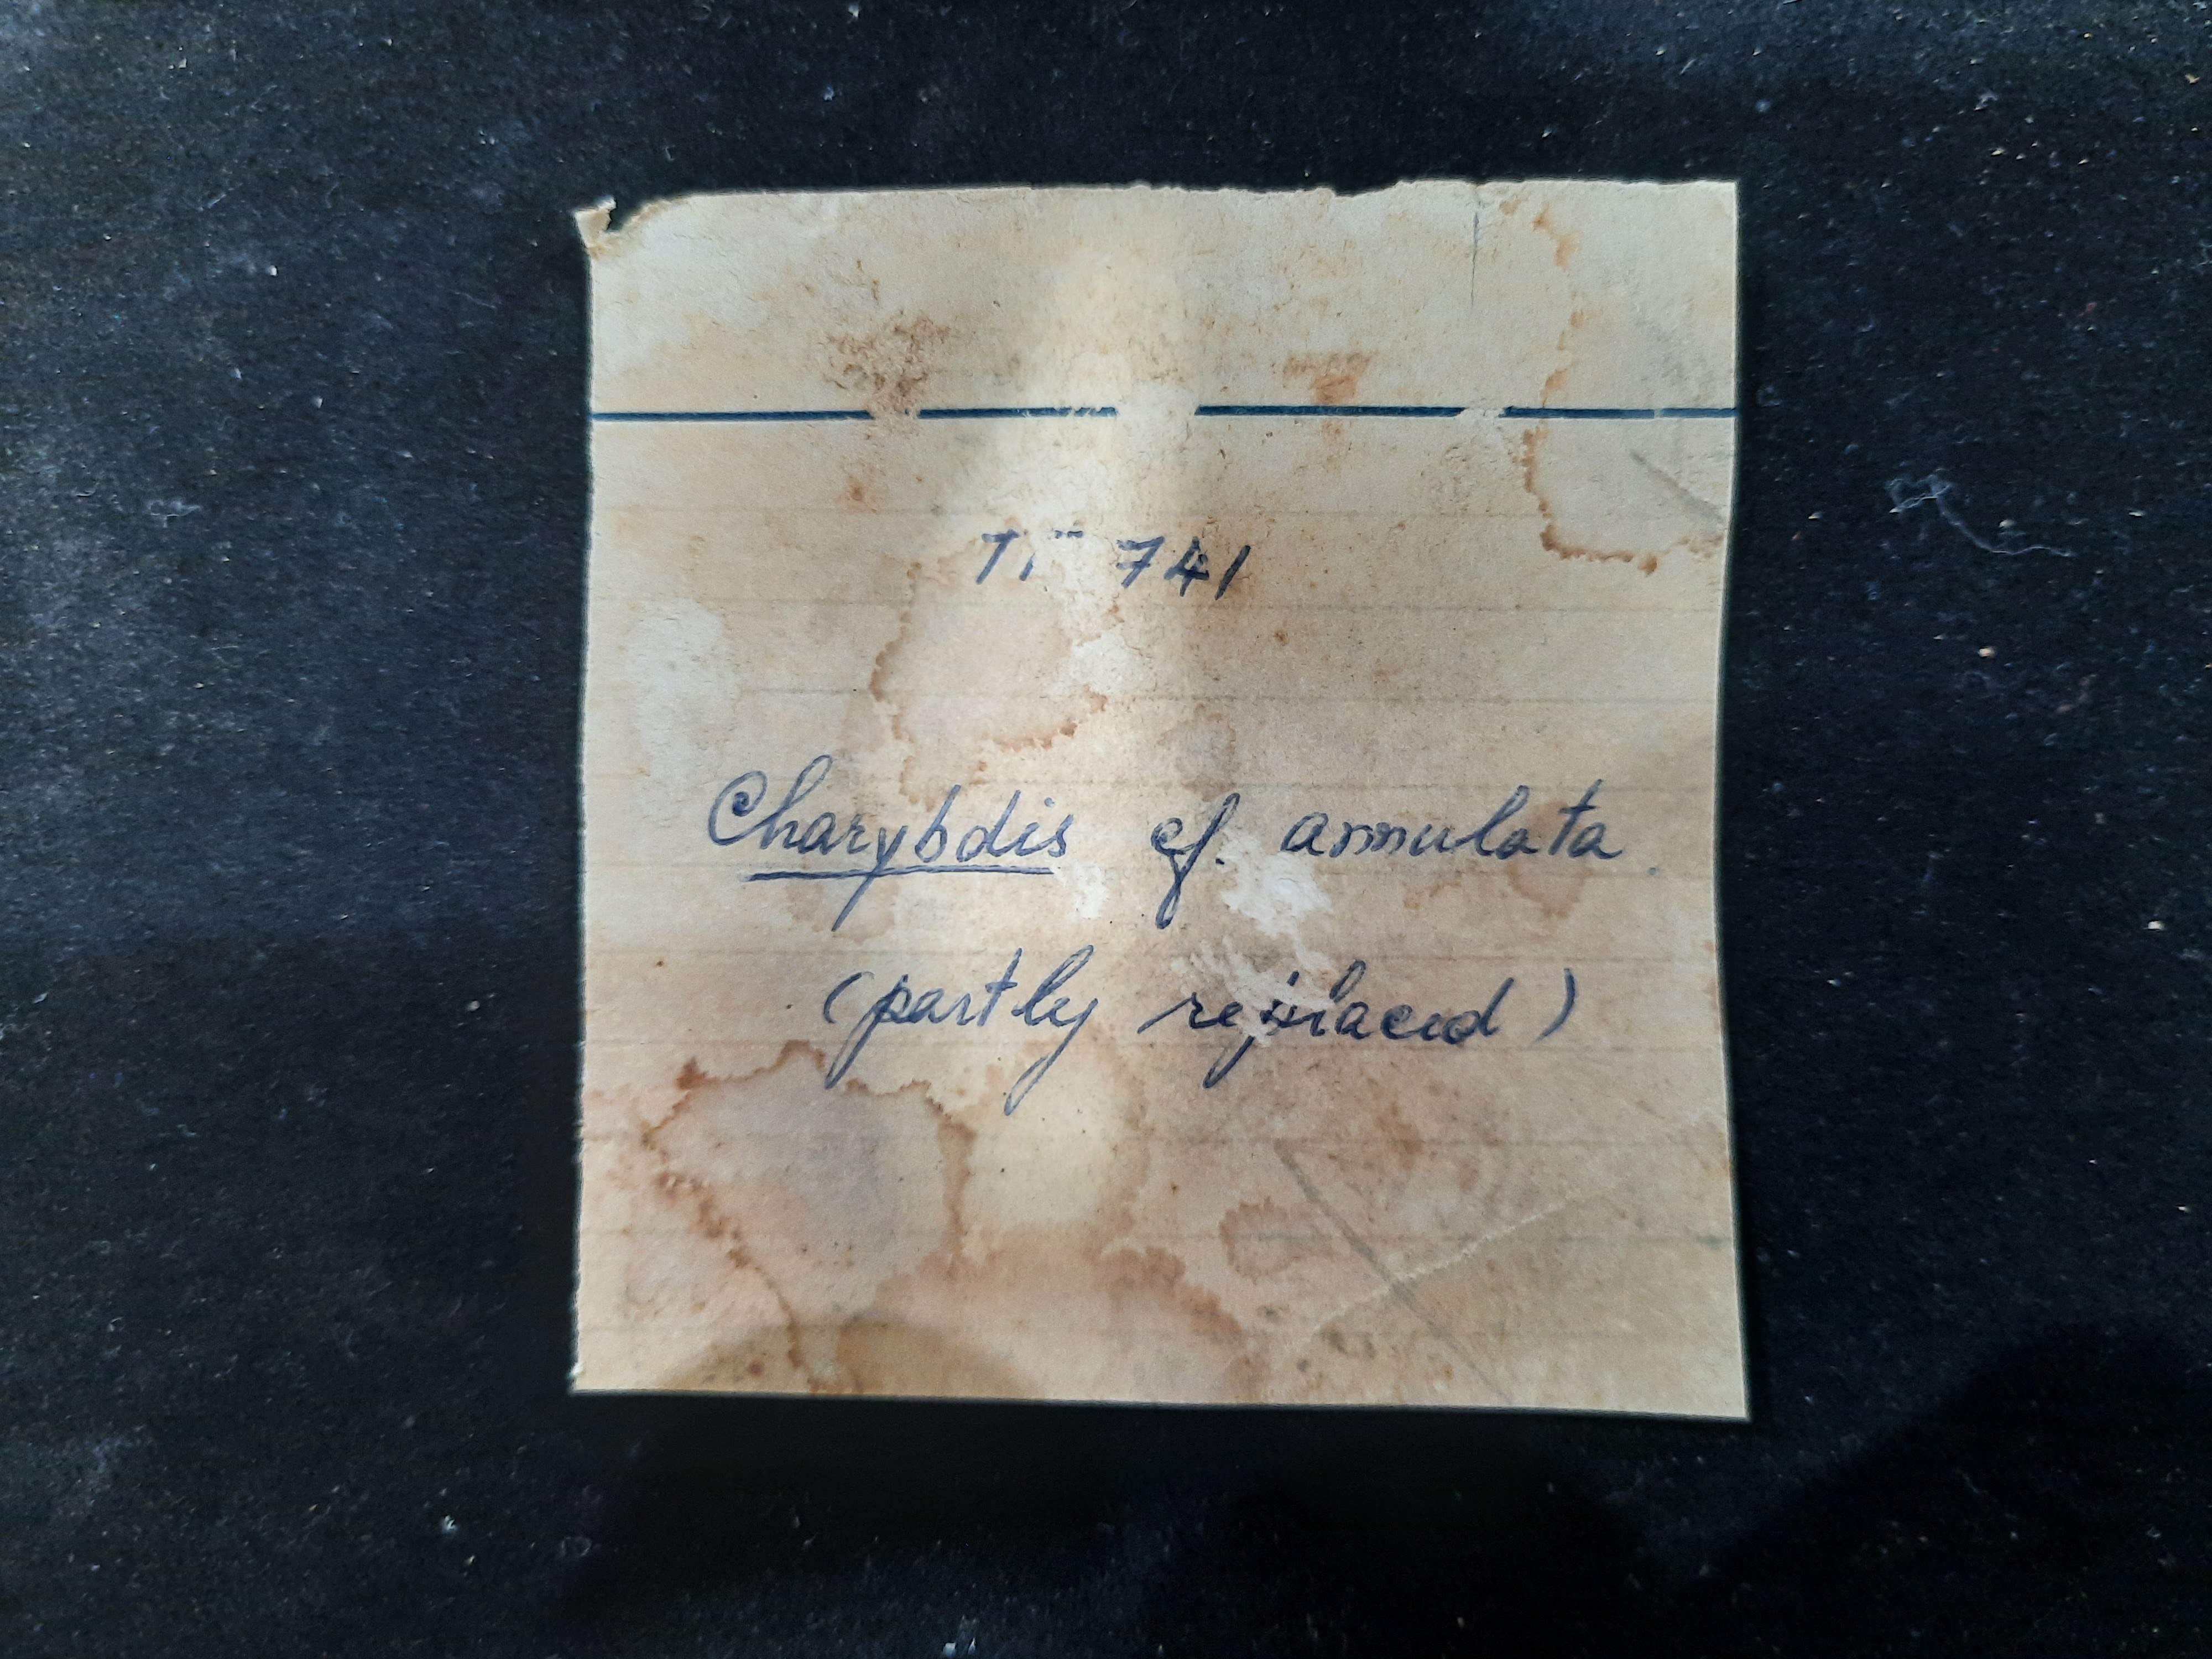 741
Charybdis cf. annulata.
(partly replaced)